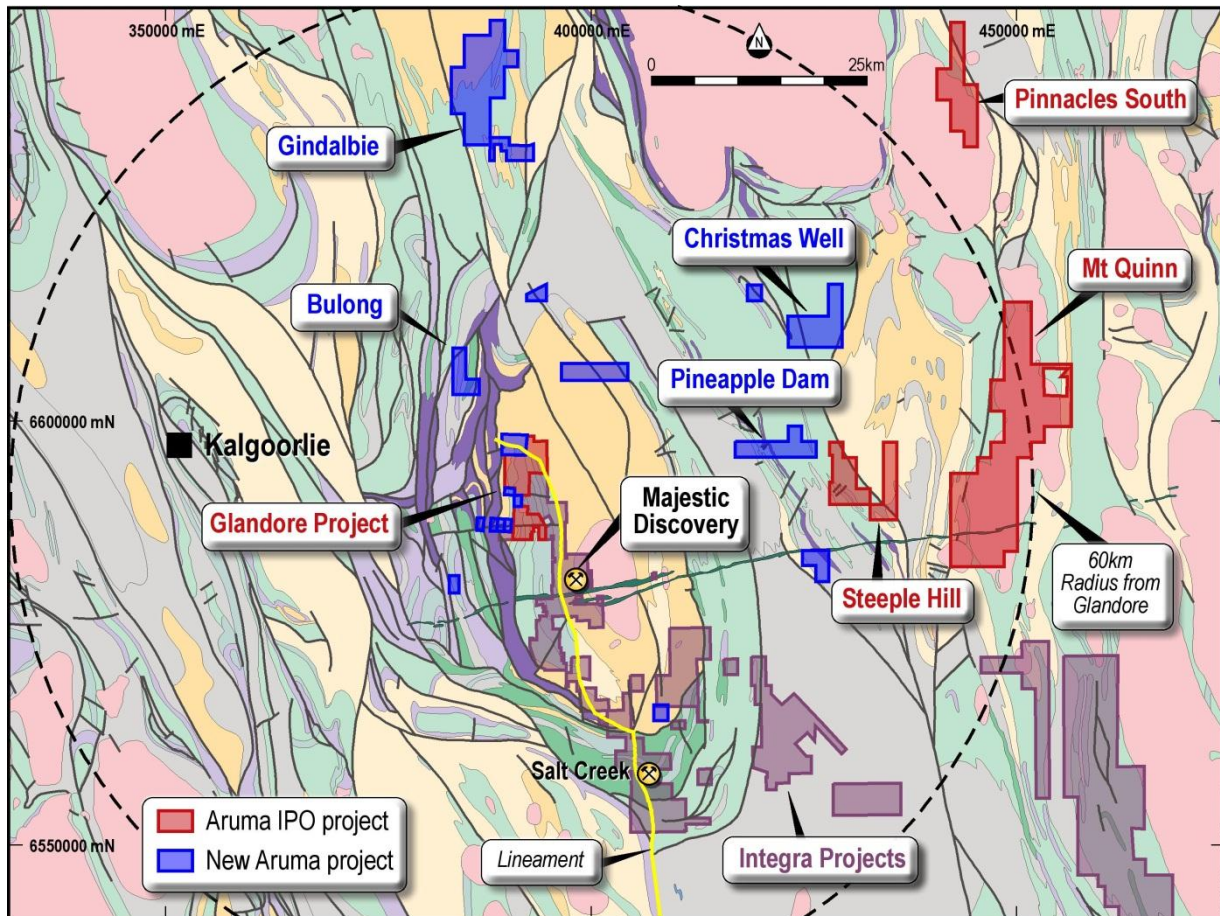 350000 mE
400000 mE
450000 mE
N
0
25km
Pinnacles South
Gindalbie
Christmas Well
Mt Quinn
Bulong
Pineapple Dam
6600000 mN
Kalgoorlie
Majestic
Discovery
Glandore Project
60km
Radius from
Glandore
Steeple Hill
Salt Creek
Aruma IPO project
New Aruma project
6550000 mN
Lineament
Integra Projects